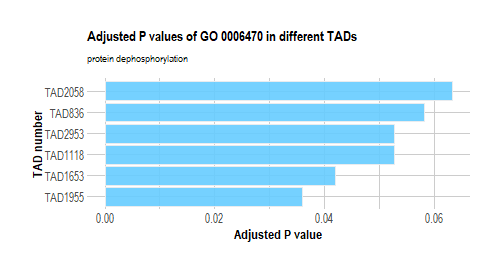 Adjusted P values of GO 0006470 in different TADs
protein dephosphorylation
TAD number
TAD2058
TAD836
TAD2953
TAD1118
TAD1653
TAD1955
0.00 0.02 0.04 0.06
Adjusted P value